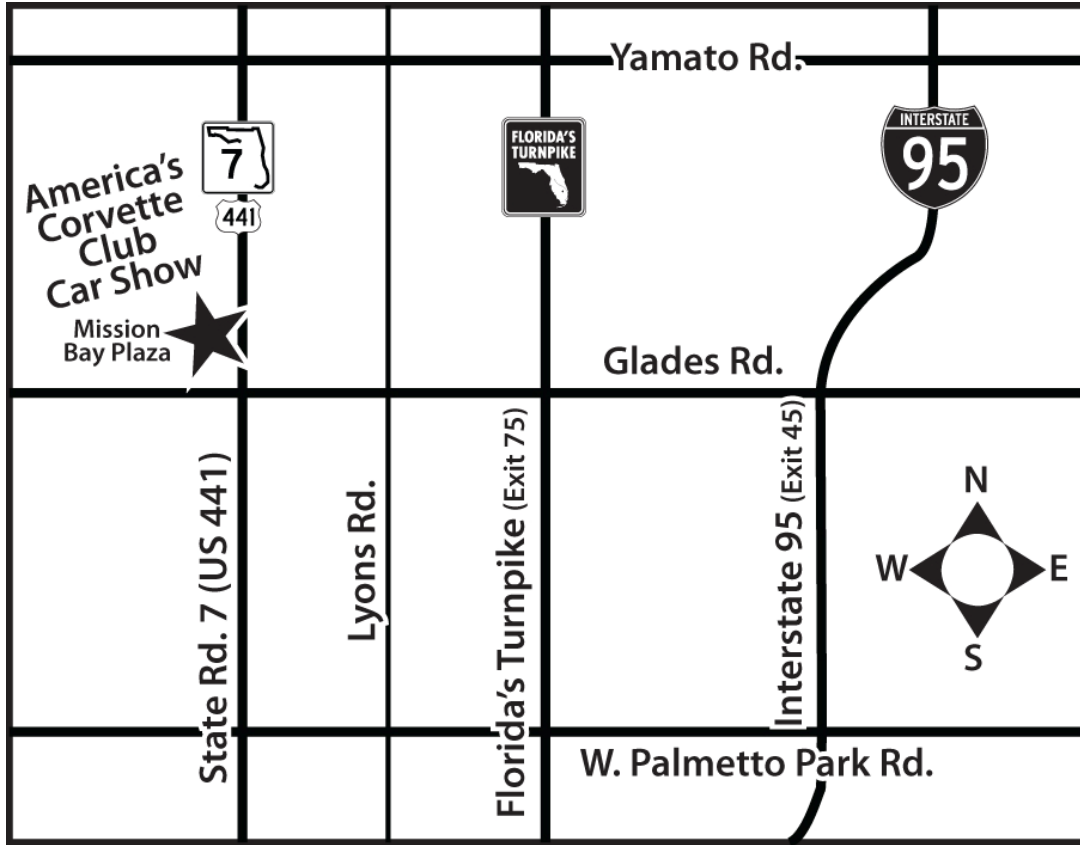 Yamato Rd.
7
441
FLORIDA'S
TURNPIKE
INTERSTATE
95
America's
Corvette
Club
Car Show
Mission
Bay Plaza
Glades Rd.
State Rd. 7 (US 441)
Lyons Rd.
Florida's Turnpike (Exit 75)
Interstate 95 (Exit 45)
N
W
E
S
W. Palmetto Park Rd.